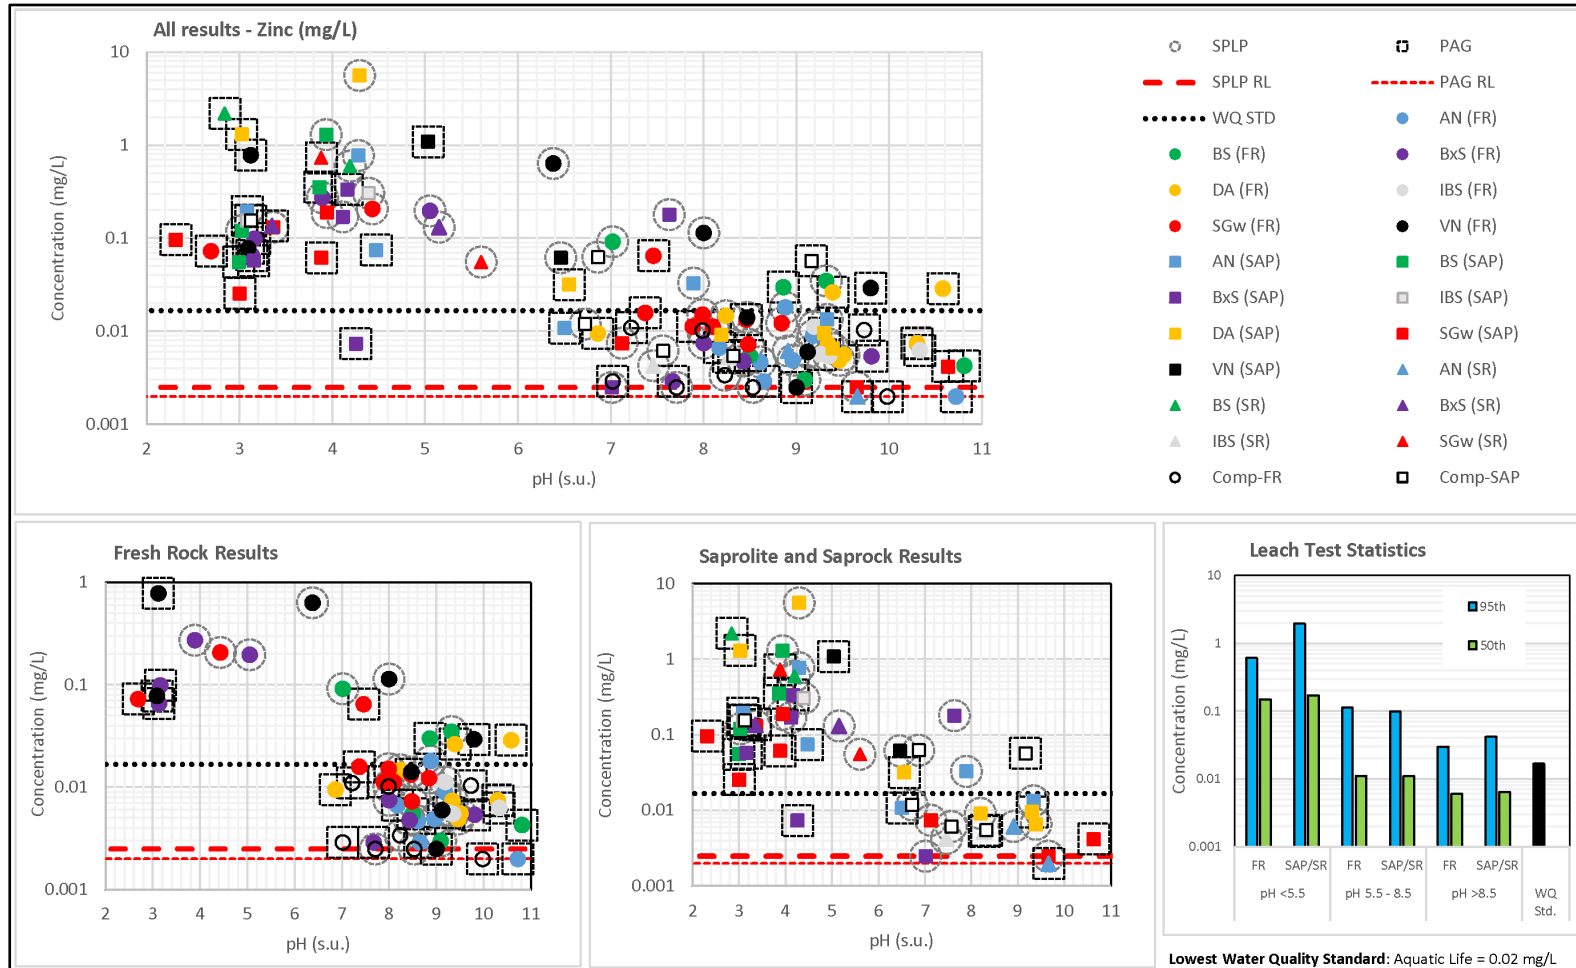 All results - Zinc (mg/L)
Concentration (mg/L)
10
1
0.1
0.01
0.001
2 3 4 5 6 7 8 9 10 11
pH (s.u.)
SPLP PAG
SPLP RL PAG RL
WQ STD AN (FR)
BS (FR) BxS (FR)
DA (FR) IBS (FR)
SGw (FR) VN (FR)
AN (SAP) BS (SAP)
BxS (SAP) IBS (SAP)
DA (SAP) SGw (SAP)
VN (SAP) AN (SR)
BS (SR) BxS (SR)
IBS (SR) SGw (SR)
Comp-FR Comp-SAP
Fresh Rock Results
Concentration (mg/L)
1
0.1
0.01
0.001
2 3 4 5 6 7 8 9 10 11
pH (s.u.)
Saprolite and Saprock Results
Concentration (mg/L)
10
1
0.1
0.01
0.001
2 3 4 5 6 7 8 9 10 11
pH (s.u.)
Leach Test Statistics
Concentration (mg/L)
10
1
0.1
0.01
0.001
95th
50th
FR SAP/SR FR SAP/SR FR SAP/SR
pH <5.5 pH 5.5 - 8.5 pH >8.5 WQ
Std.
Lowest Water Quality Standard: Aquatic Life = 0.02 mg/L